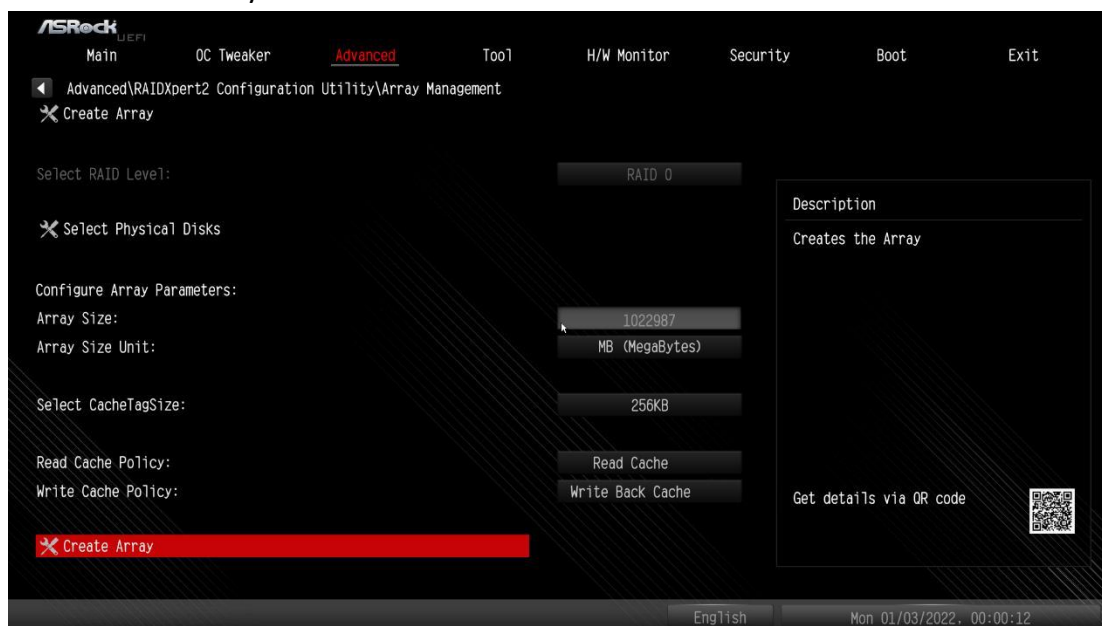 ASRock UEFI
Main OC Tweaker Advanced Tool H/W Monitor Security Boot Exit
Advanced\RAIDXpert2 Configuration Utility\Array Management
Create Array
Select RAID Level: RAID 0
Select Physical Disks
Configure Array Parameters:
Array Size: 1022987
Array Size Unit: MB (MegaBytes)
Select CacheTagSize: 256KB
Read Cache Policy: Read Cache
Write Cache Policy: Write Back Cache
Create Array
Description
Creates the Array
Get details via QR code
English Mon 01/03/2022. 00:00:12